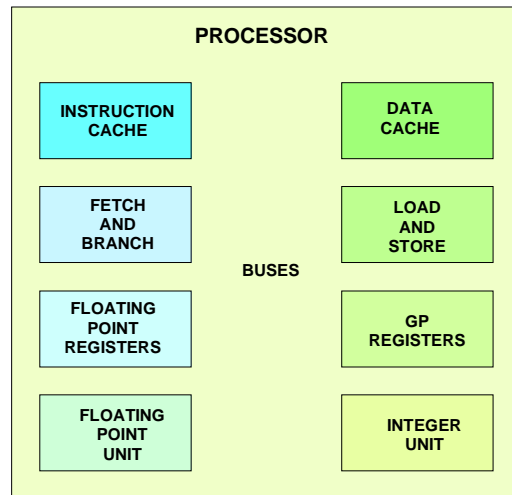 PROCESSOR
INSTRUCTION
CACHE
DATA
CACHE
FETCH
AND
BRANCH
LOAD
AND
STORE
BUSES
FLOATING
POINT
REGISTERS
GP
REGISTERS
FLOATING
POINT
UNIT
INTEGER
UNIT